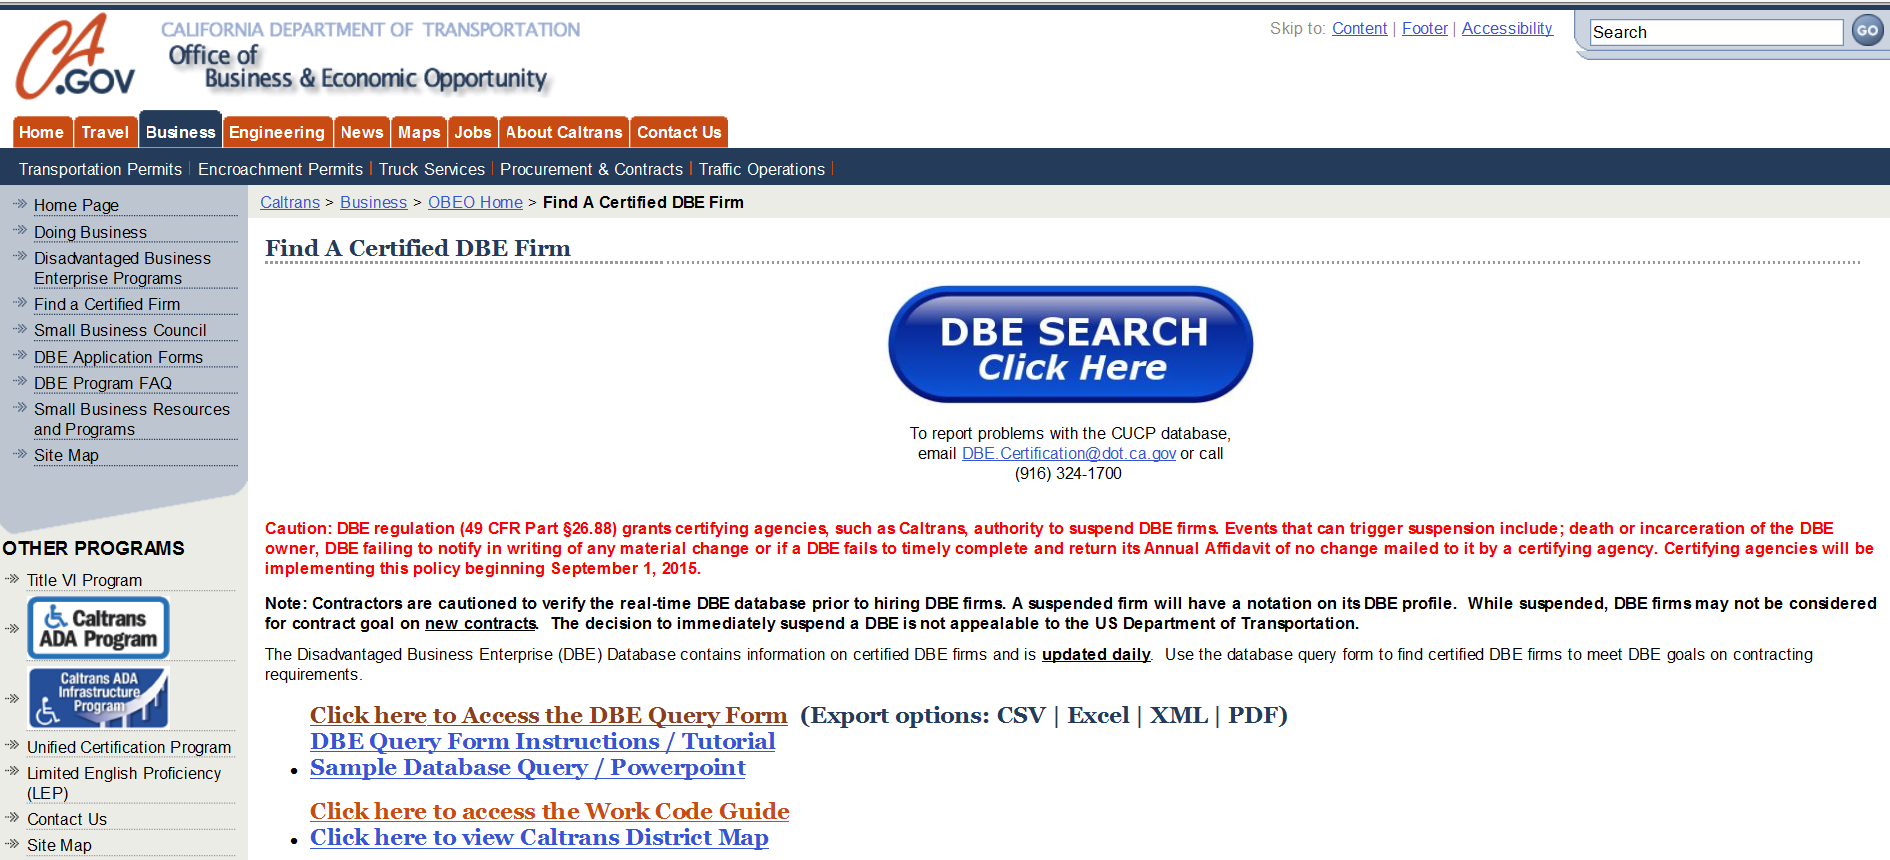 CA.GOV
CALIFORNIA DEPARTMENT OF TRANSPORTATION
Office of
Business & Economic Opportunity
Skip to: Content | Footer | Accessibility
Search
GO
Home Travel Business Engineering News Maps Jobs About Caltrans Contact Us
Transportation Permits | Encroachment Permits | Truck Services | Procurement & Contracts | Traffic Operations |
Home Page
Doing Business
Disadvantaged Business
Enterprise Programs
Find a Certified Firm
Small Business Council
DBE Application Forms
DBE Program FAQ
Small Business Resources
and Programs
Site Map
OTHER PROGRAMS
Title VI Program
Caltrans
ADA Program
Caltrans ADA
Infrastructure
Program
Unified Certification Program
Limited English Proficiency
(LEP)
Contact Us
Site Map
Caltrans > Business > OBEO Home > Find A Certified DBE Firm
Find A Certified DBE Firm
DBE SEARCH
Click Here
To report problems with the CUCP database,
email DBE.Certification@dot.ca.gov or call
(916) 324-1700
Caution: DBE regulation (49 CFR Part §26.88) grants certifying agencies, such as Caltrans, authority to suspend DBE firms. Events that can trigger suspension include; death or incarceration of the DBE
owner, DBE failing to notify in writing of any material change or if a DBE fails to timely complete and return its Annual Affidavit of no change mailed to it by a certifying agency. Certifying agencies will be
implementing this policy beginning September 1, 2015.
Note: Contractors are cautioned to verify the real-time DBE database prior to hiring DBE firms. A suspended firm will have a notation on its DBE profile. While suspended, DBE firms may not be considered
for contract goal on new contracts. The decision to immediately suspend a DBE is not appealable to the US Department of Transportation.
The Disadvantaged Business Enterprise (DBE) Database contains information on certified DBE firms and is updated daily. Use the database query form to find certified DBE firms to meet DBE goals on contracting
requirements.
Click here to Access the DBE Query Form (Export options: CSV | Excel | XML | PDF)
DBE Query Form Instructions / Tutorial
• Sample Database Query / Powerpoint
Click here to access the Work Code Guide
• Click here to view Caltrans District Map